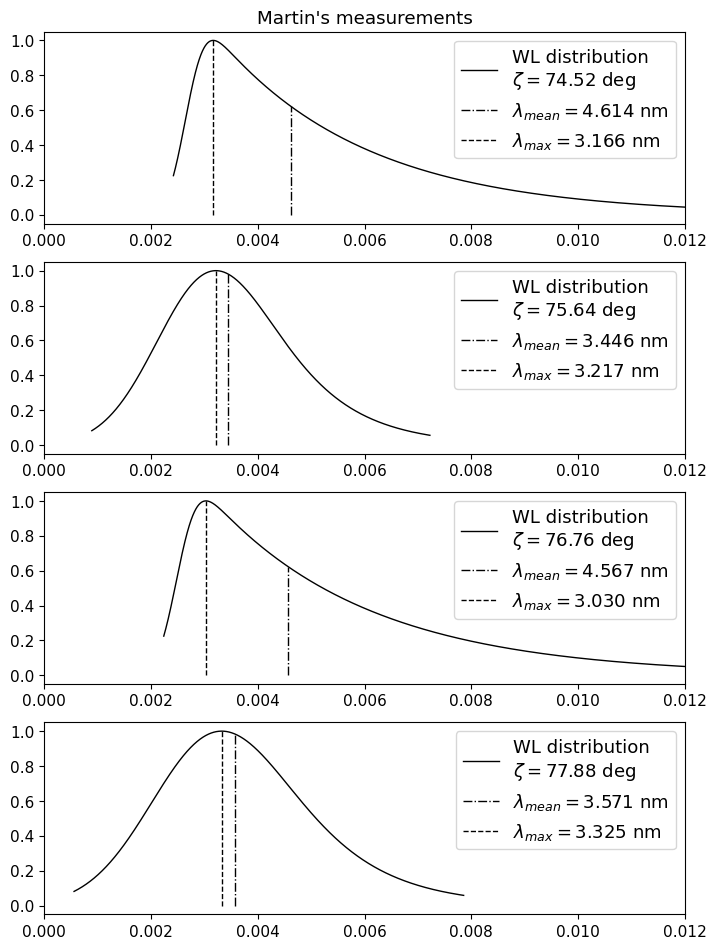 Martin's measurements
1.0
0.8
0.6
0.4
0.2
0.0
WL distribution
ζ = 74.52 deg
λmean = 4.614 nm
λmax = 3.166 nm
0.000 0.002 0.004 0.006 0.008 0.010 0.012
1.0
0.8
0.6
0.4
0.2
0.0
WL distribution
ζ = 75.64 deg
λmean = 3.446 nm
λmax = 3.217 nm
0.000 0.002 0.004 0.006 0.008 0.010 0.012
1.0
0.8
0.6
0.4
0.2
0.0
WL distribution
ζ = 76.76 deg
λmean = 4.567 nm
λmax = 3.030 nm
0.000 0.002 0.004 0.006 0.008 0.010 0.012
1.0
0.8
0.6
0.4
0.2
0.0
WL distribution
ζ = 77.88 deg
λmean = 3.571 nm
λmax = 3.325 nm
0.000 0.002 0.004 0.006 0.008 0.010 0.012